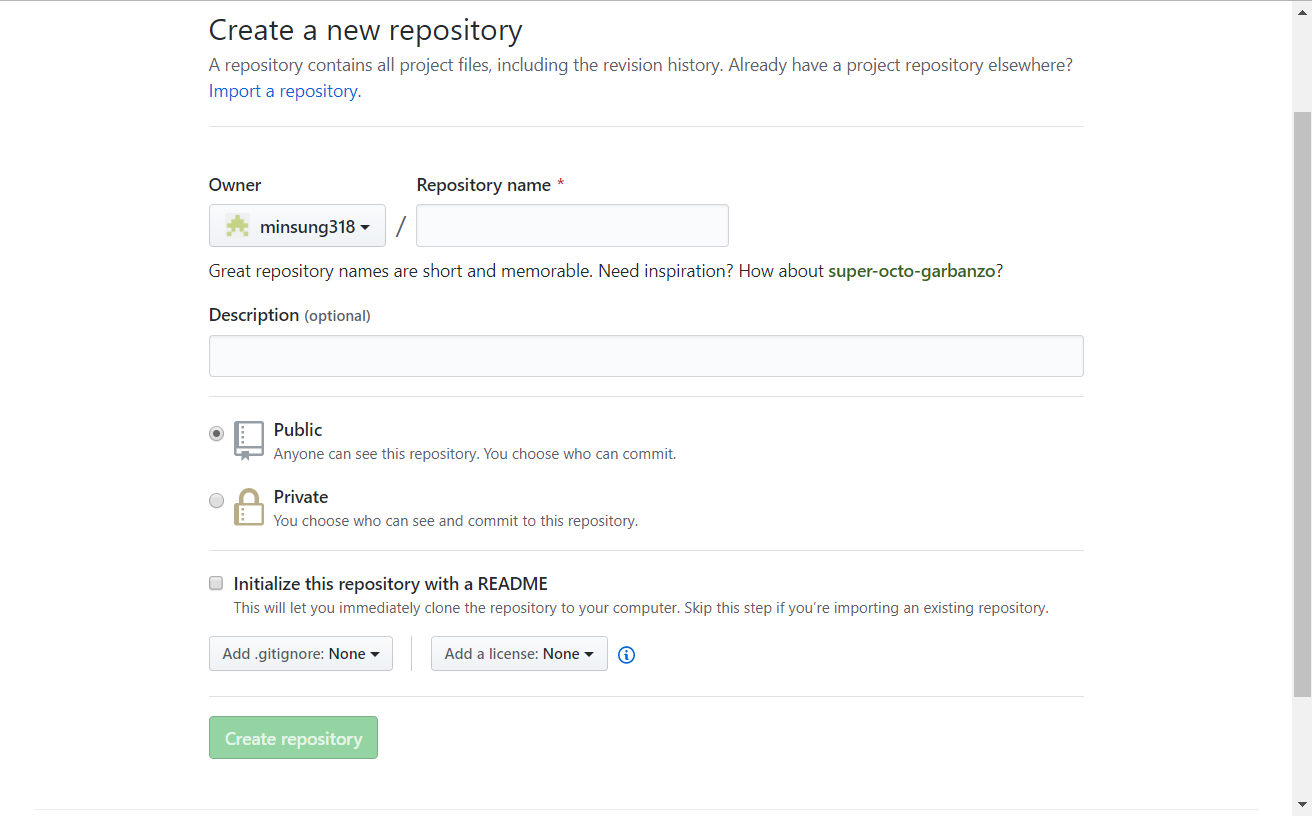 Create a new repository
A repository contains all project files, including the revision history. Already have a project repository elsewhere?
Import a repository.
Owner
Repository name *
minsung318
/
Great repository names are short and memorable. Need inspiration? How about super-octo-garbanzo?
Description (optional)
Public
Anyone can see this repository. You choose who can commit.
Private
You choose who can see and commit to this repository.
Initialize this repository with a README
This will let you immediately clone the repository to your computer. Skip this step if you’re importing an existing repository.
Add .gitignore: None
Add a license: None
Create repository